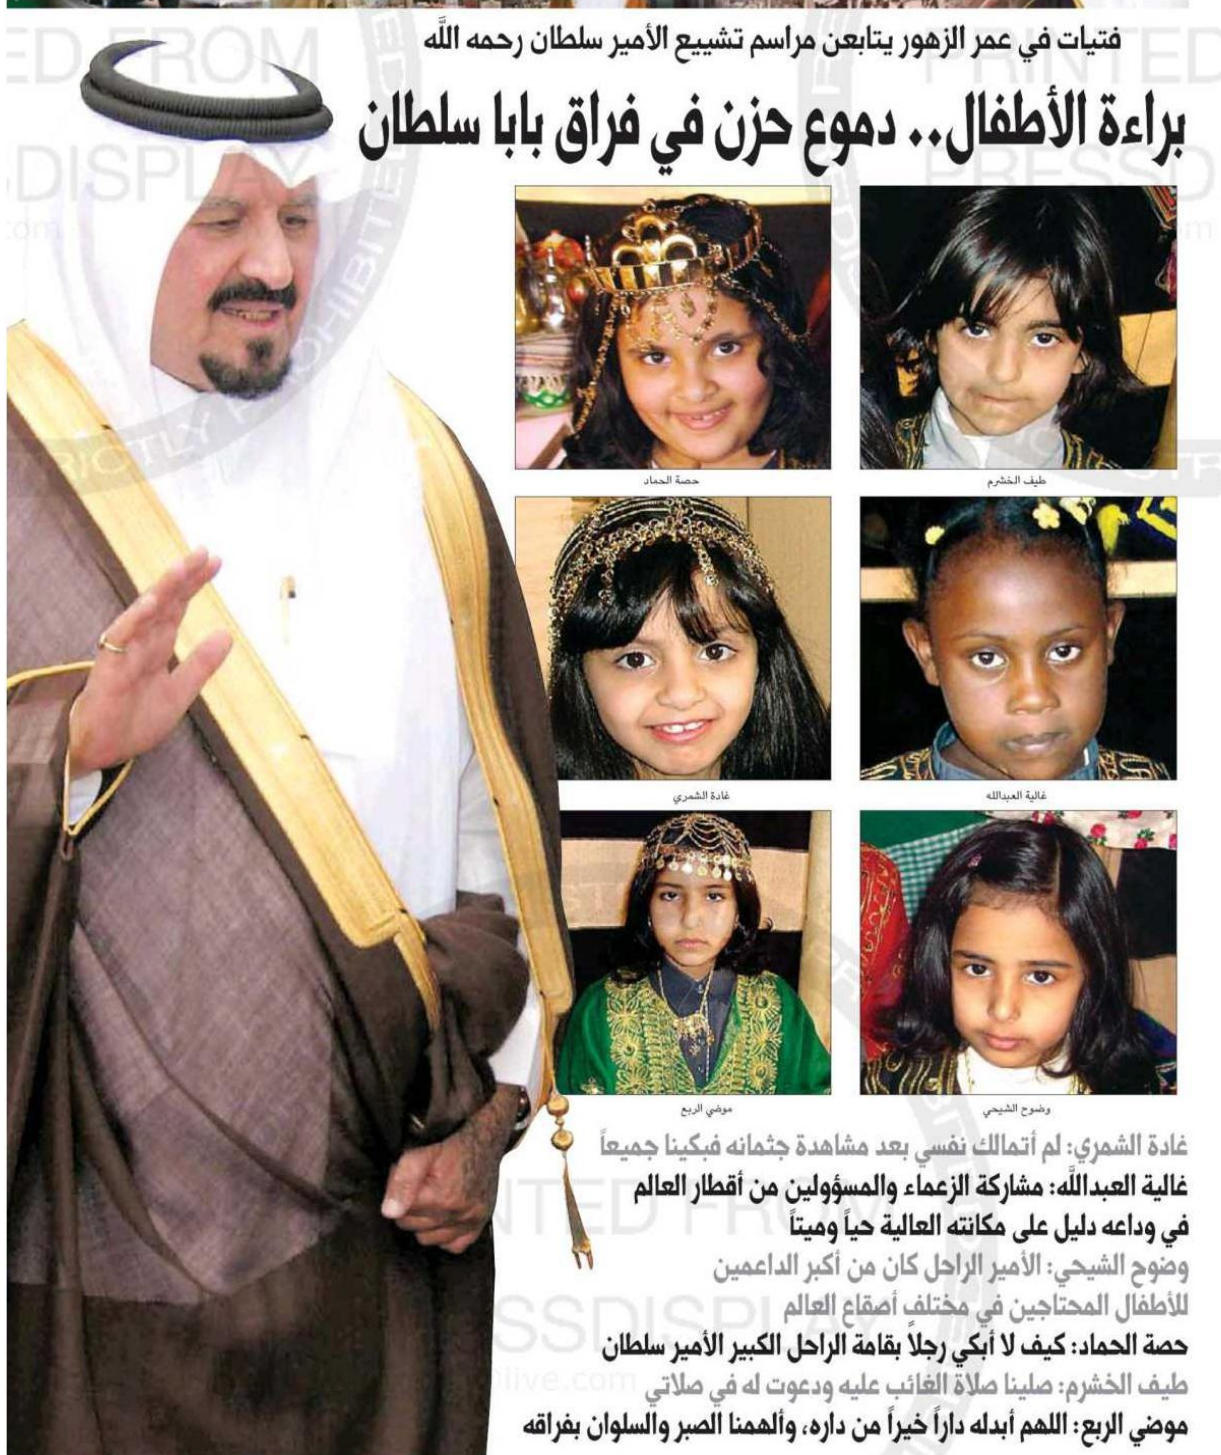 فتيات في عمر الزهور يتابعن مراسم تشييع الأمير سلطان رحمه الله
براءة الأطفال.. دموع حزن في فراق بابا سلطان
طيف الخشرم
حصة الحماد
غالية العبدالله
غادة الشمري
وضوح الشيحي
موضي الربع
غادة الشمري: لم أتمالك نفسي بعد مشاهدة جثمانه فبكينا جميعاً
غالية العبدالله: مشاركة الزعماء والمسؤولين من أقطار العالم
في وداعه دليل على مكانته العالية حياً وميتاً
وضوح الشيحي: الأمير الراحل كان من أكبر الداعمين
للأطفال المحتاجين في مختلف أصقاع العالم
حصة الحماد: كيف لا أبكي رجلاً بقامة الراحل الكبير الأمير سلطان
طيف الخشرم: صلينا صلاة الغائب عليه ودعوت له في صلاتي
موضي الربع: اللهم أبدله داراً خيراً من داره، وألهمنا الصبر والسلوان بفراقه